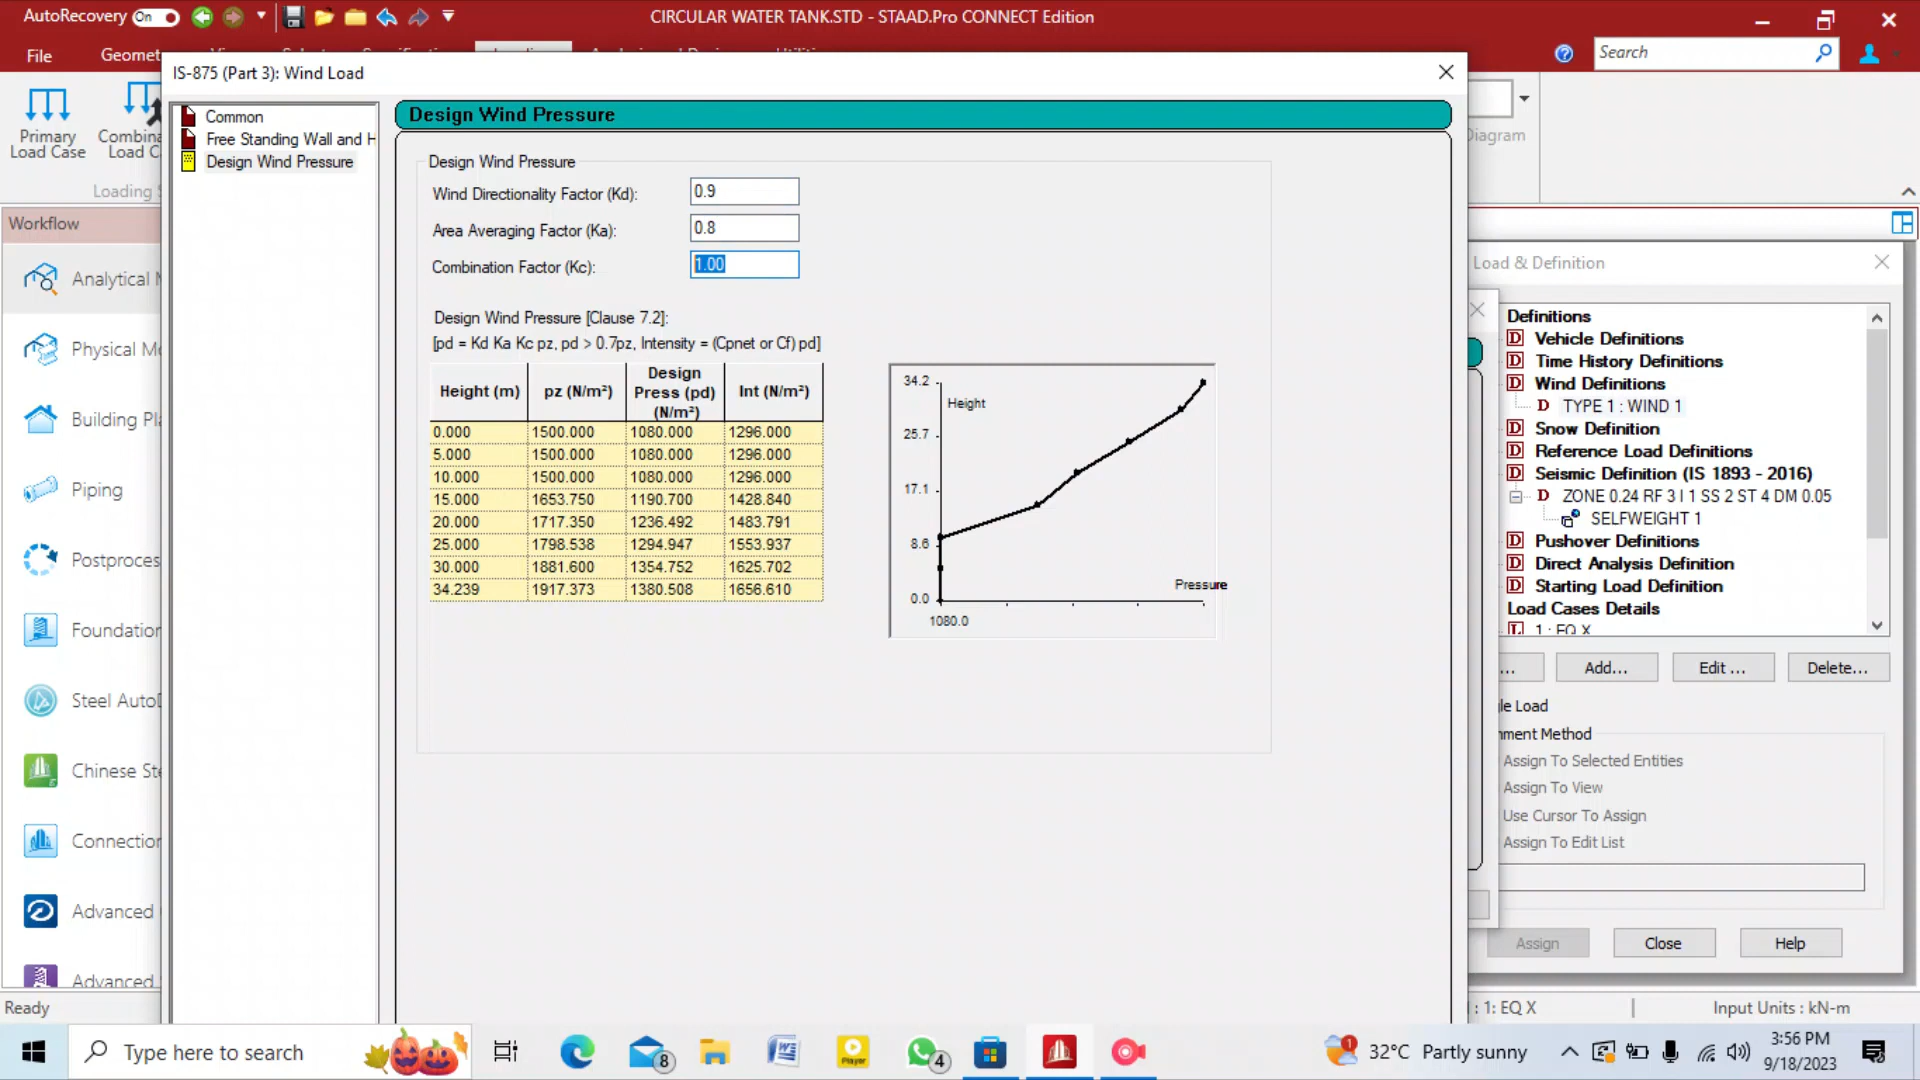 AutoRecovery On
CIRCULAR WATER TANK.STD - STAAD.Pro CONNECT Edition
File
Geomet
Search
IS-875 (Part 3): Wind Load
Primary
Load Case
Combina
Load C
Loading
Diagram
Common
Free Standing Wall and H
Design Wind Pressure
Design Wind Pressure
Design Wind Pressure
Wind Directionality Factor (Kd): 0.9
Area Averaging Factor (Ka): 0.8
Combination Factor (Kc): 1.00
Design Wind Pressure [Clause 7.2]:
[pd = Kd Ka Kc pz, pd > 0.7pz, Intensity = (Cpnet or Cf) pd]
Height (m) pz (N/m²) Design Press (pd) (N/m²) Int (N/m²)
0.000 1500.000 1080.000 1296.000
5.000 1500.000 1080.000 1296.000
10.000 1500.000 1080.000 1296.000
15.000 1653.750 1190.700 1428.840
20.000 1717.350 1236.492 1483.791
25.000 1798.538 1294.947 1553.937
30.000 1881.600 1354.752 1625.702
34.239 1917.373 1380.508 1656.610
34.2
Height
25.7
17.1
8.6
Pressure
0.0
1080.0
Workflow
Analytical M
Physical Mo
Building Pla
Piping
Postproces
Foundation
Steel AutoD
Chinese Ste
Connection
Advanced
Advanced
Load & Definition
Definitions
Vehicle Definitions
Time History Definitions
Wind Definitions
TYPE 1 : WIND 1
Snow Definition
Reference Load Definitions
Seismic Definition (IS 1893 - 2016)
ZONE 0.24 RF 3 I 1 SS 2 ST 4 DM 0.05
SELFWEIGHT 1
Pushover Definitions
Direct Analysis Definition
Starting Load Definition
Load Cases Details
1 : EQ X
... Add... Edit ... Delete...
le Load
nment Method
Assign To Selected Entities
Assign To View
Use Cursor To Assign
Assign To Edit List
Assign Close Help
Ready
: 1: EQ X
Input Units : kN-m
Type here to search
8
Player
4
1
32°C Partly sunny
3:56 PM
9/18/2023